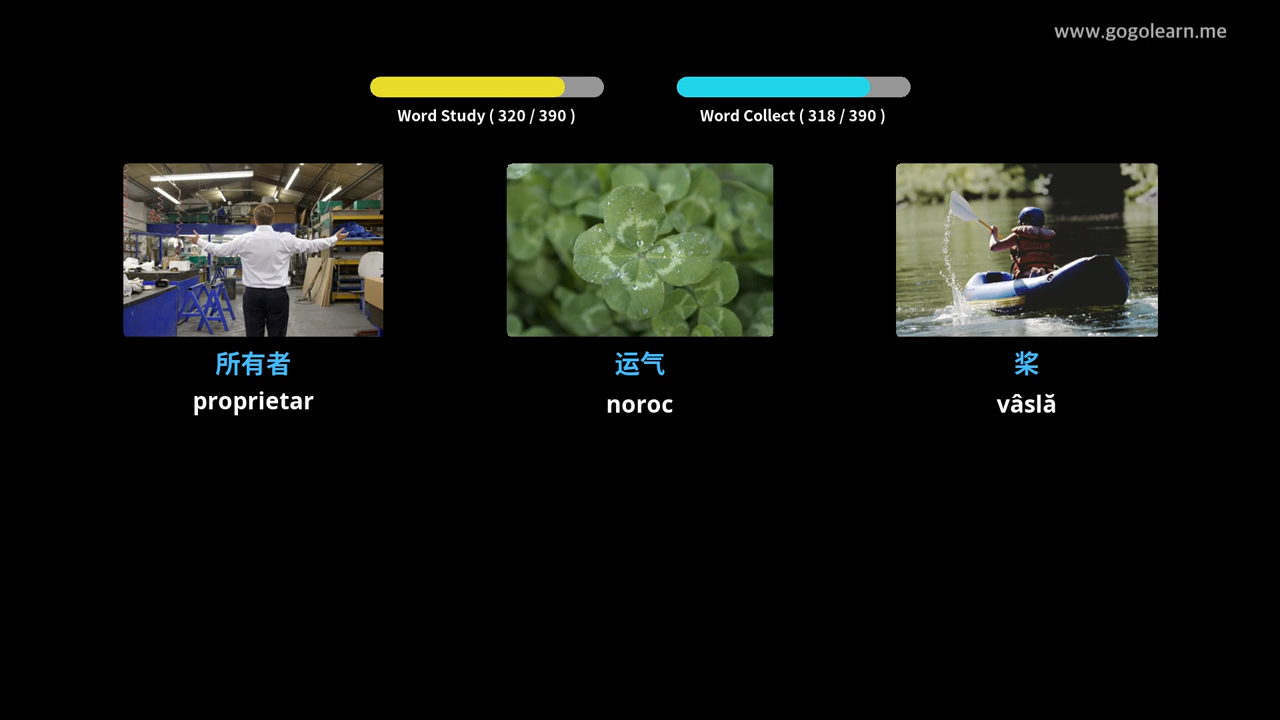 www.gogolearn.me
Word Study ( 320 / 390 )
Word Collect ( 318 / 390 )
所有者
运气
桨
proprietar
noroc
vâslă